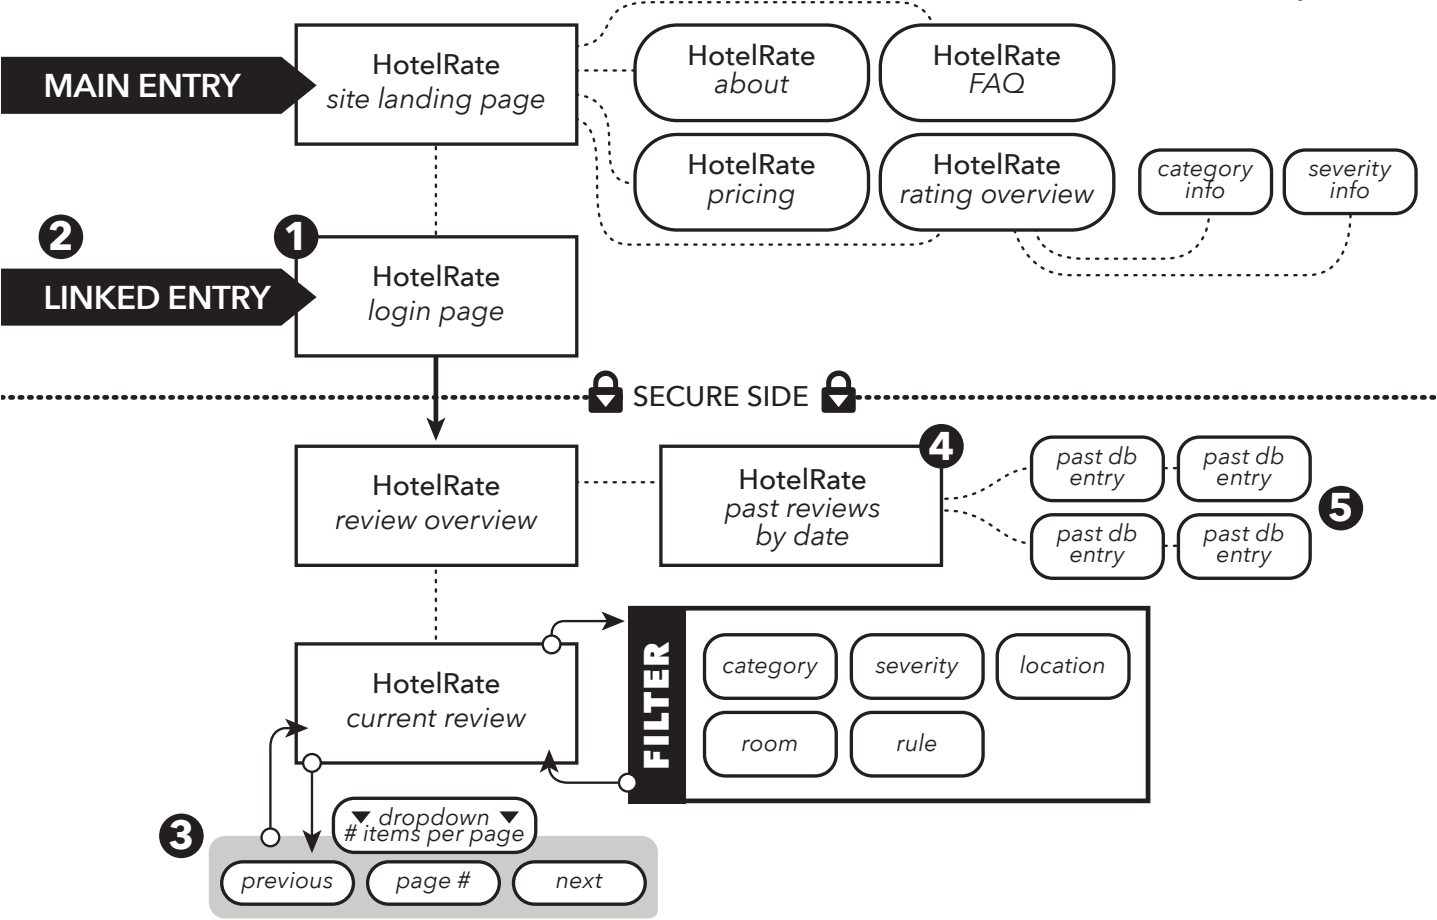 MAIN ENTRY
HotelRate
site landing page
HotelRate
about
HotelRate
FAQ
HotelRate
pricing
HotelRate
rating overview
category
info
severity
info
2
1
LINKED ENTRY
HotelRate
login page
SECURE SIDE
HotelRate
review overview
4
HotelRate
past reviews
by date
past db
entry
past db
entry
past db
entry
past db
entry
5
HotelRate
current review
FILTER
category
severity
location
room
rule
3
dropdown
# items per page
previous
page #
next